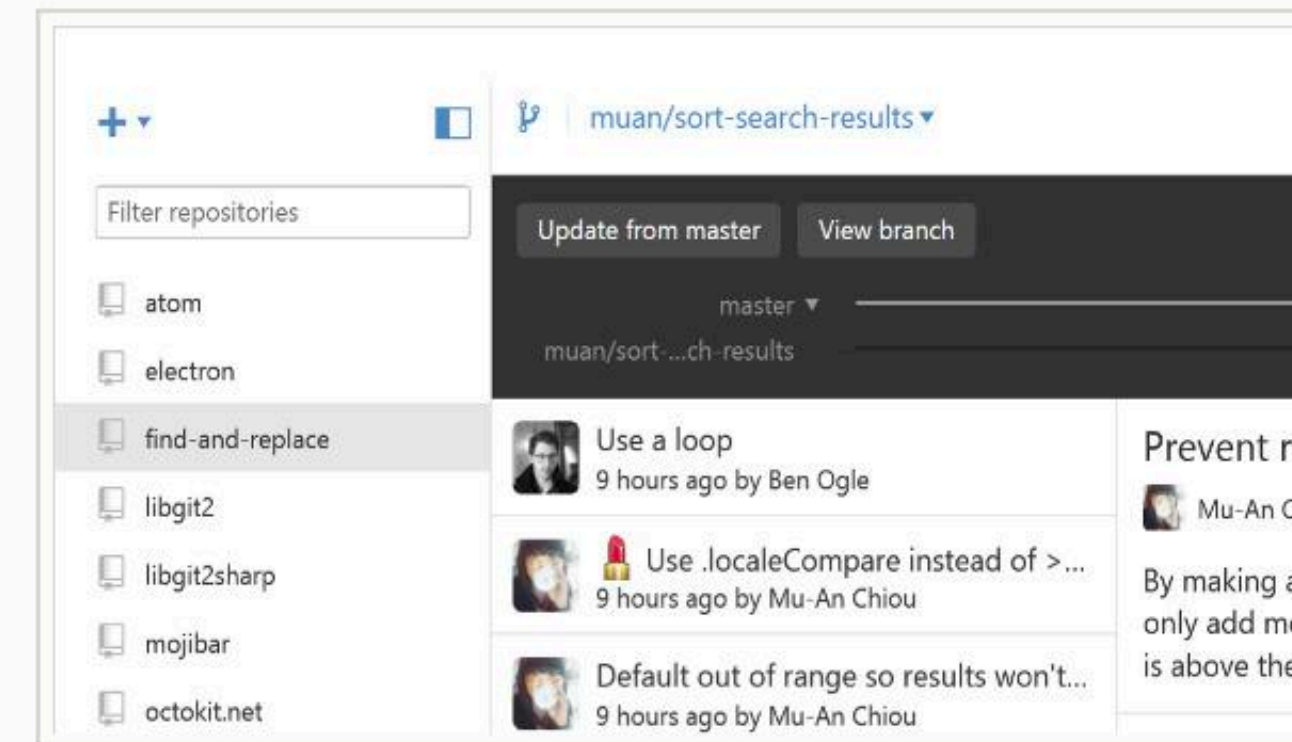 muan/sort-search-results
Filter repositories
atom
electron
find-and-replace
libgit2
libgit2sharp
mojibar
octokit.net
Update from master
View branch
master
muan/sort-...ch-results
Use a loop
9 hours ago by Ben Ogle
Use .localeCompare instead of >...
9 hours ago by Mu-An Chiou
Default out of range so results won't...
9 hours ago by Mu-An Chiou
Prevent
Mu-An
By making
only add
is above the